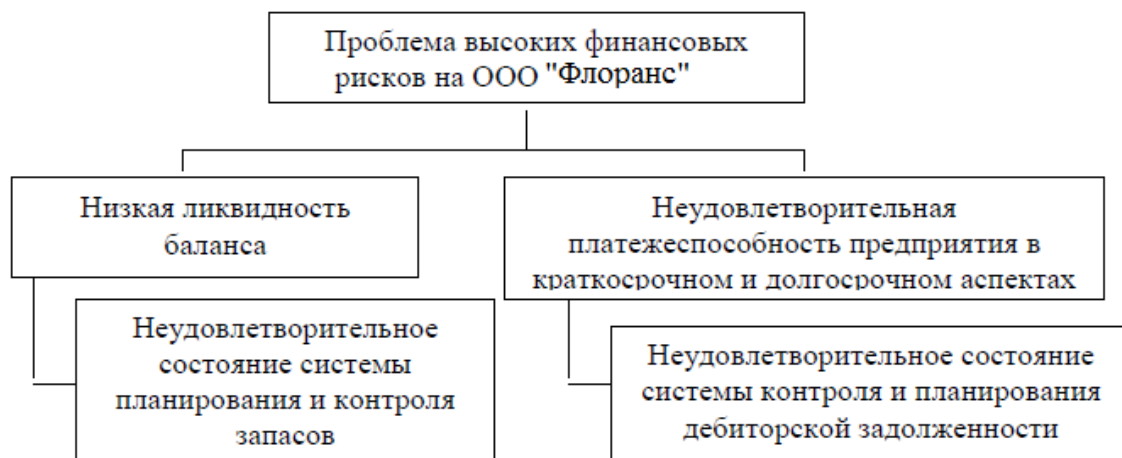 Проблема высоких финансовых
рисков на ООО "Флоранс"
Низкая ликвидность
баланса
Неудовлетворительная
платежеспособность предприятия в
краткосрочном и долгосрочном аспектах
Неудовлетворительное
состояние системы
планирования и контроля
запасов
Неудовлетворительное состояние
системы контроля и планирования
дебиторской задолженности